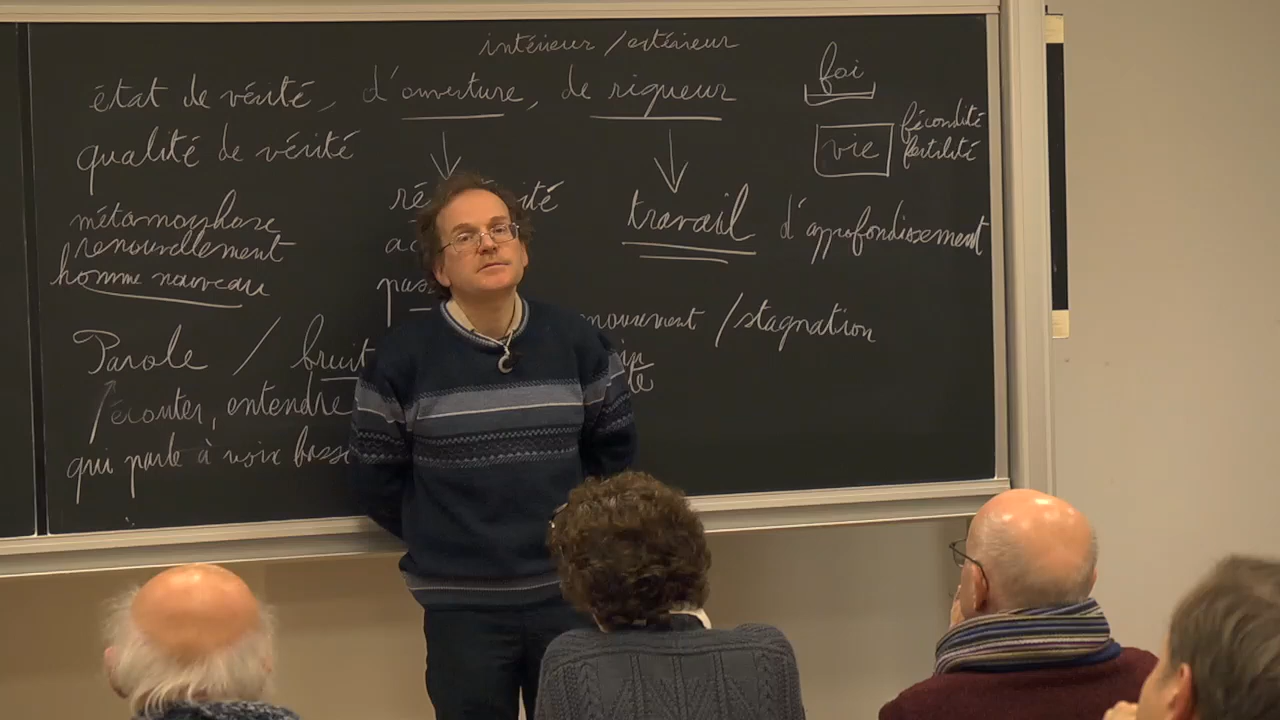 intérieur / extérieur
état de vérité, d'ouverture, de rigueur
foi
qualité de vérité
vie
fécondité
fertilité
métamorphose
renouvellement
homme nouveau
travail d'approfondissement
mouvement / stagnation
Parole / bruit
écouter, entendre
qui parle à voix basse